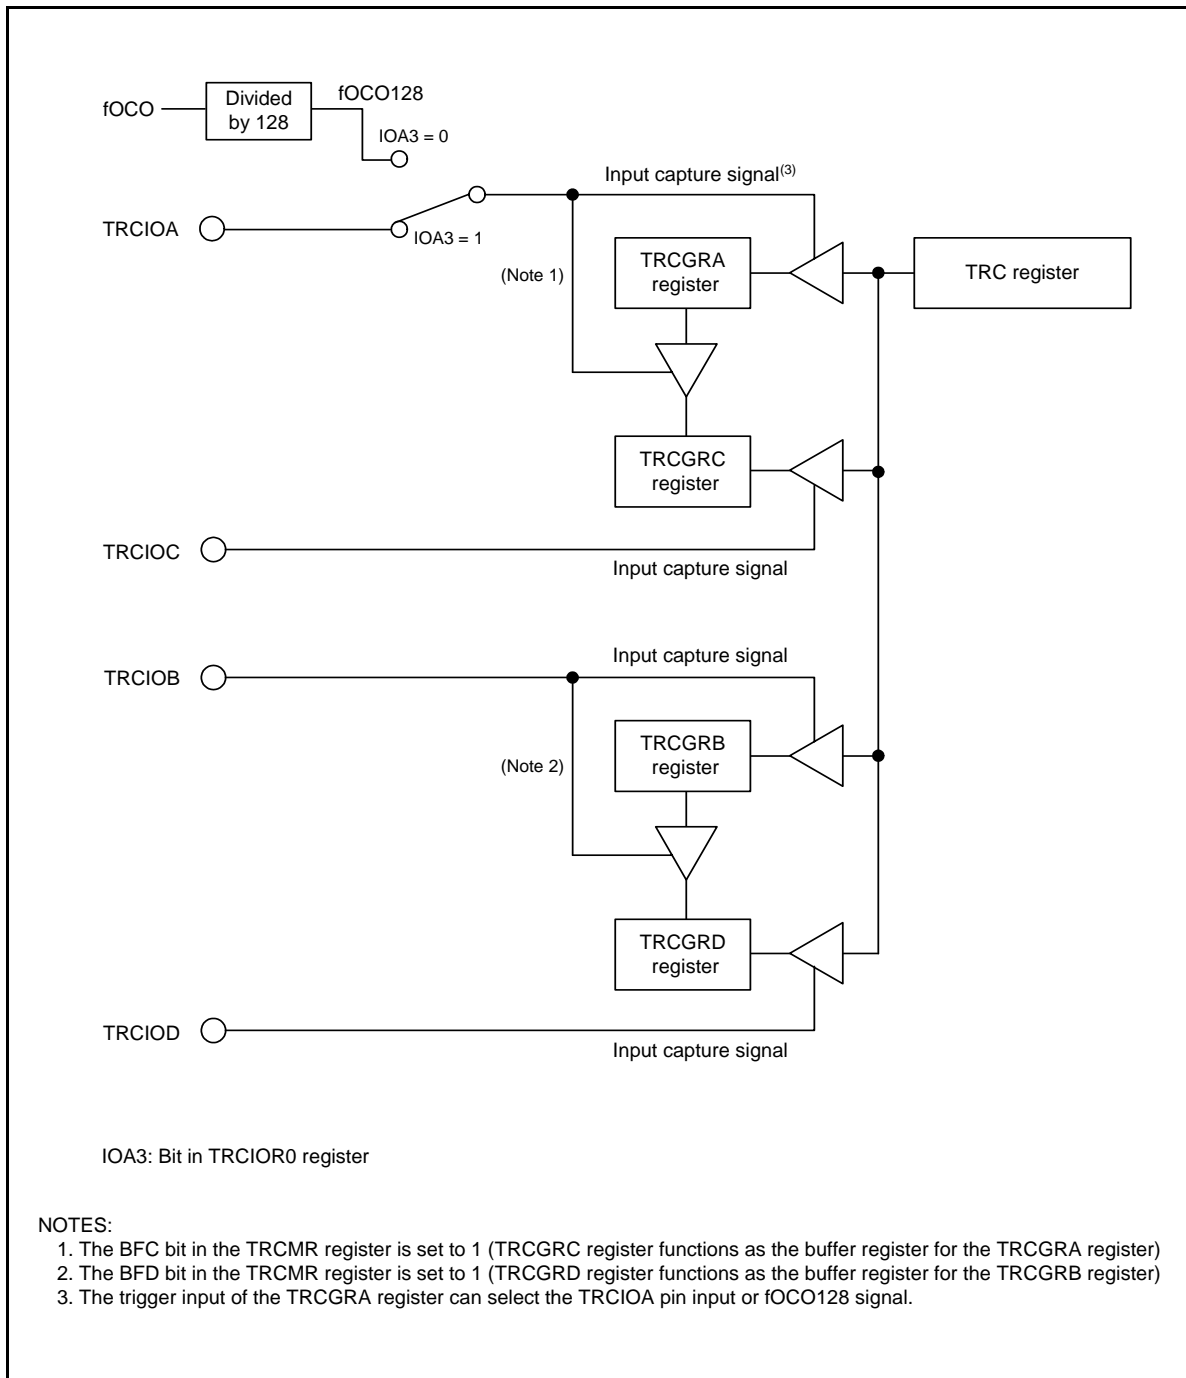 fOCO
Divided
by 128
fOCO128
IOA3 = 0
Input capture signal(3)
TRCIOA
IOA3 = 1
(Note 1)
TRCGRA
register
TRC register
TRCGRC
register
TRCIOC
Input capture signal
Input capture signal
TRCIOB
(Note 2)
TRCGRB
register
TRCGRD
register
TRCIOD
Input capture signal
IOA3: Bit in TRCIOR0 register
NOTES:
1. The BFC bit in the TRCMR register is set to 1 (TRCGRC register functions as the buffer register for the TRCGRA register)
2. The BFD bit in the TRCMR register is set to 1 (TRCGRD register functions as the buffer register for the TRCGRB register)
3. The trigger input of the TRCGRA register can select the TRCIOA pin input or fOCO128 signal.